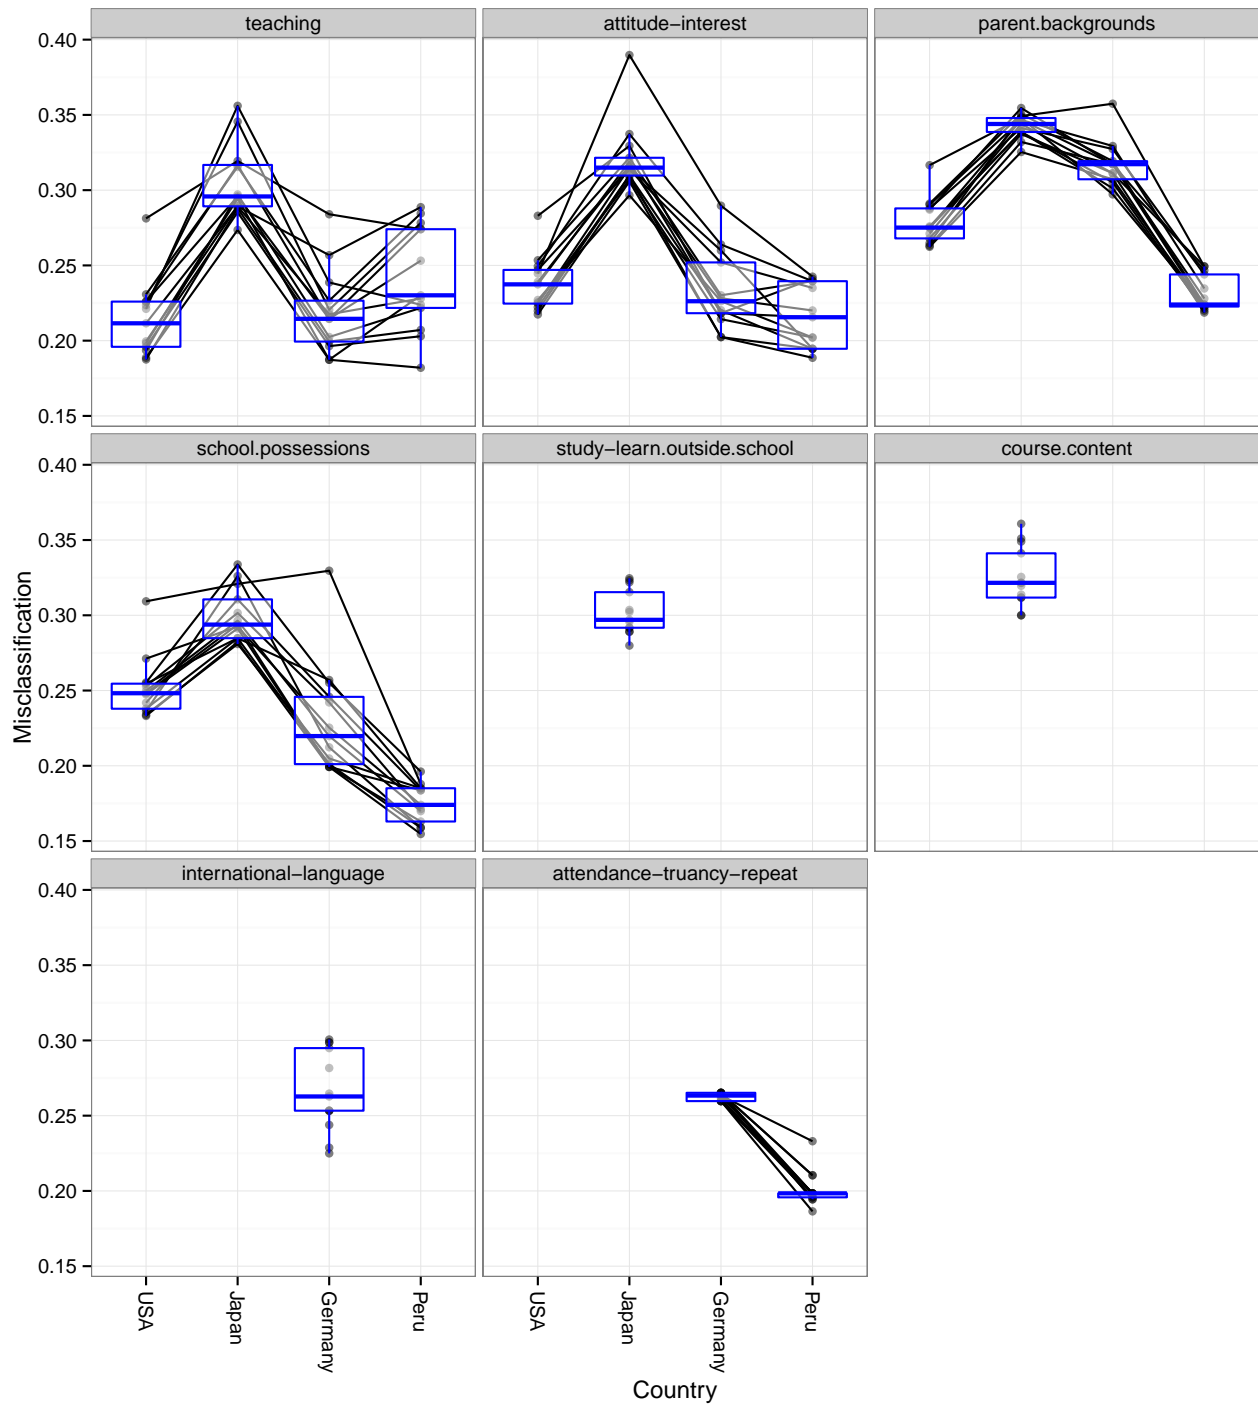 teaching
attitude−interest
parent.backgrounds
0.40
0.35
0.30
0.25
0.20
0.15
school.possessions
study−learn.outside.school
course.content
0.40
0.35
0.30
0.25
0.20
0.15
Misclassification
international−language
attendance−truancy−repeat
0.40
0.35
0.30
0.25
0.20
0.15
USA
Japan
Germany
Peru
USA
Japan
Germany
Peru
Country